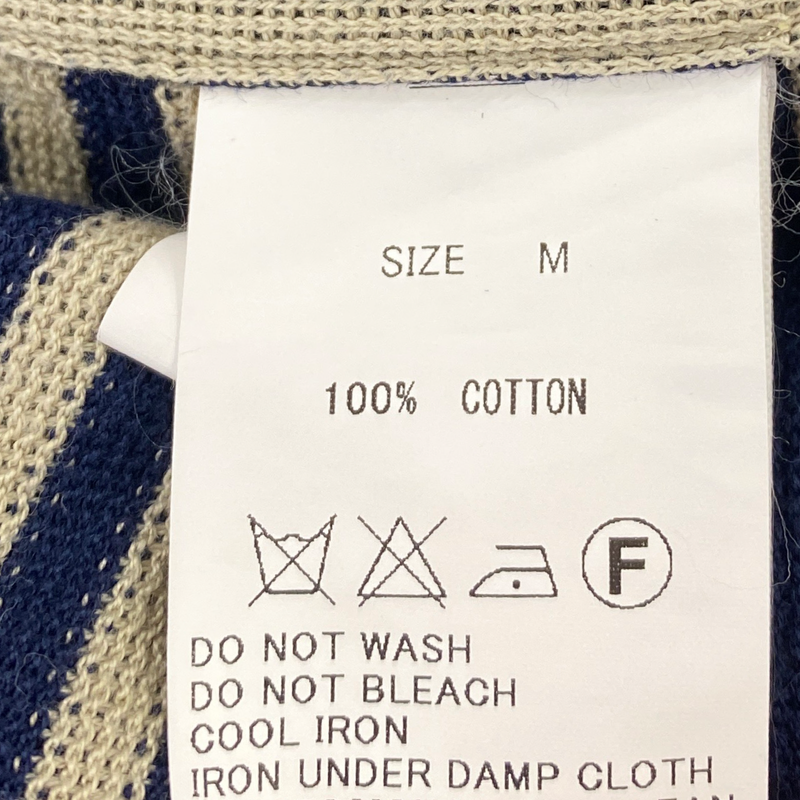 SIZE M
100% COTTON
F
DO NOT WASH
DO NOT BLEACH
COOL IRON
IRON UNDER DAMP CLOTH